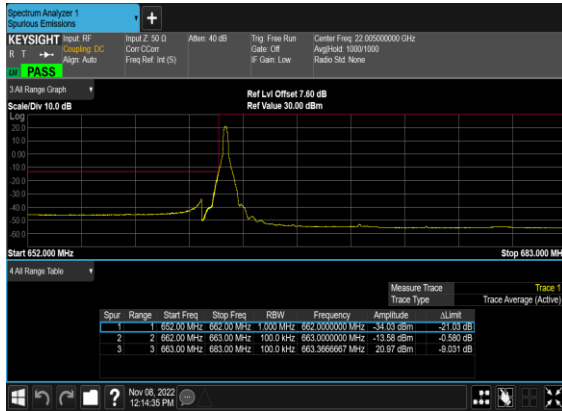 Spectrum Analyzer 1
Spurious Emissions
KEYSIGHT Input: RF Input Z: 50 Ω Atten: 40 dB Trig: Free Run Center Freq: 22.005000000 GHz
R T Coupling: DC Corr CCorr Gate: Off Avg|Hold: 1000/1000
Align: Auto Freq Ref: Int (S) IF Gain: Low Radio Std: None
LW PASS
3 All Range Graph
Ref Lvl Offset 7.60 dB
Scale/Div 10.0 dB Ref Value 30.00 dBm
Log
20.0
10.0
0.00
-10.0
-20.0
-30.0
-40.0
-50.0
-60.0
Start 652.000 MHz Stop 683.000 MHz
4 All Range Table
Measure Trace Trace 1
Trace Type Trace Average (Active)
Spur Range Start Freq Stop Freq RBW Frequency Amplitude ΔLimit
1 1 652.00 MHz 662.00 MHz 1.000 MHz 662.0000000 MHz -34.03 dBm -21.03 dB
2 2 662.00 MHz 663.00 MHz 100.0 kHz 663.0000000 MHz -13.58 dBm -0.580 dB
3 3 663.00 MHz 683.00 MHz 100.0 kHz 663.3666667 MHz 20.97 dBm -9.031 dB
? Nov 08, 2022
12:14:35 PM